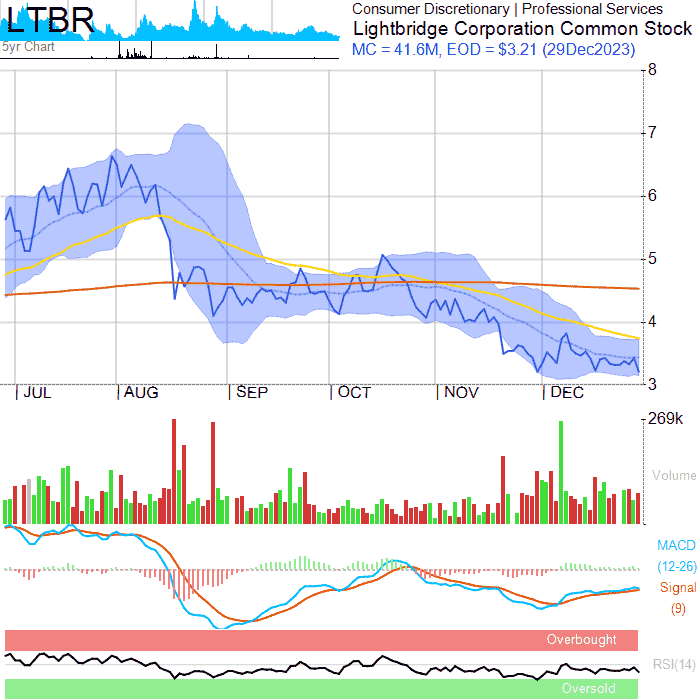 LTBR
5yr Chart
Consumer Discretionary | Professional Services
Lightbridge Corporation Common Stock
MC = 41.6M, EOD = $3.21 (29Dec2023)
8
7
6
5
4
3
JUL AUG SEP OCT NOV DEC
269k
Volume
MACD
(12-26)
Signal
(9)
Overbought
RSI(14)
Oversold